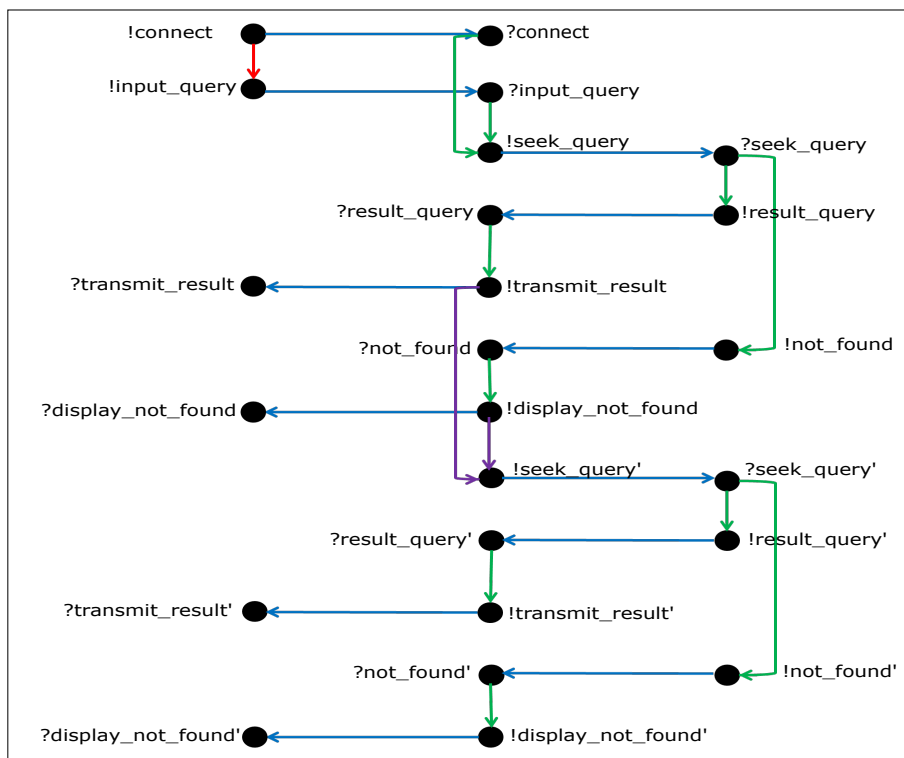 !connect
?connect
!input_query
?input_query
!seek_query
?seek_query
?result_query
!result_query
?transmit_result
!transmit_result
?not_found
!not_found
?display_not_found
!display_not_found
!seek_query'
?seek_query'
?result_query'
!result_query'
?transmit_result'
!transmit_result'
?not_found'
!not_found'
?display_not_found'
!display_not_found'